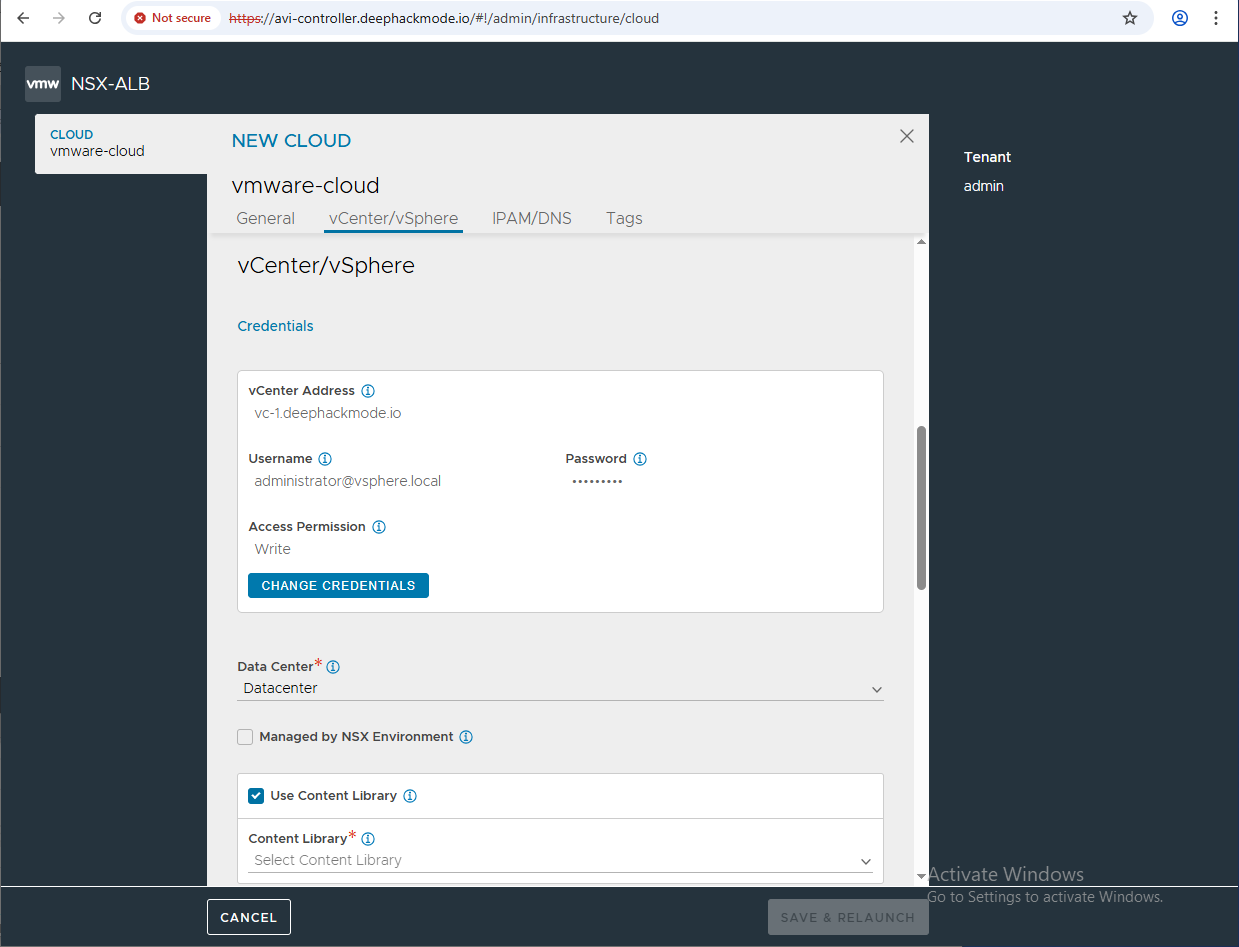 Not secure https://avi-controller.deephackmode.io/#!/admin/infrastructure/cloud
vmw NSX-ALB
CLOUD
vmware-cloud
NEW CLOUD
vmware-cloud
General vCenter/vSphere IPAM/DNS Tags
Tenant
admin
vCenter/vSphere
Credentials
vCenter Address
vc-1.deephackmode.io
Username Password
administrator@vsphere.local •••••••••
Access Permission
Write
CHANGE CREDENTIALS
Data Center*
Datacenter
Managed by NSX Environment
Use Content Library
Content Library*
Select Content Library
Activate Windows
Go to Settings to activate Windows.
CANCEL SAVE & RELAUNCH